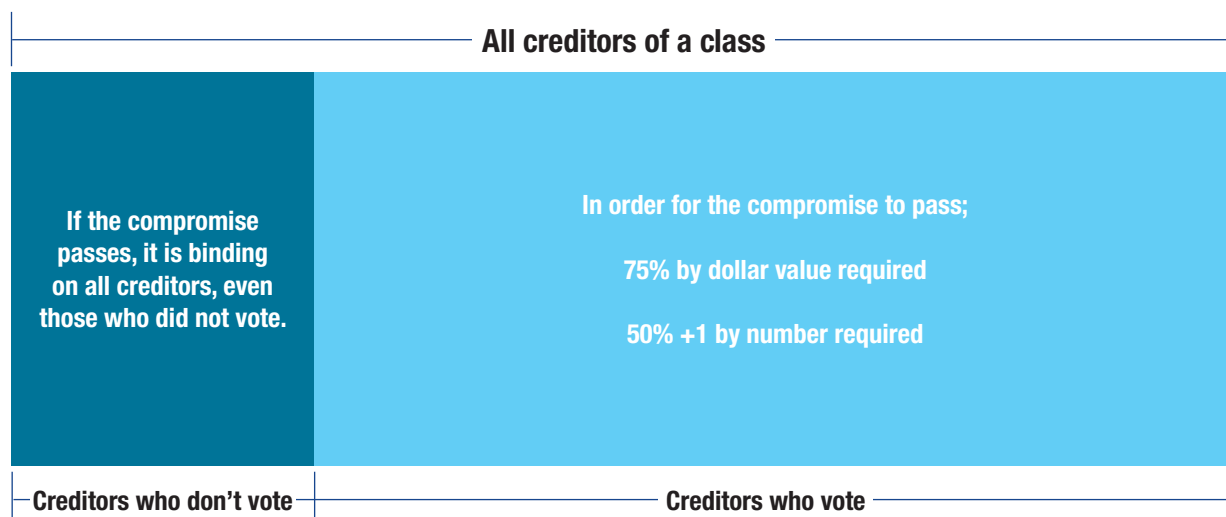 All creditors of a class
If the compromise
passes, it is binding
on all creditors, even
those who did not vote.
In order for the compromise to pass;
75% by dollar value required
50% +1 by number required
Creditors who don’t vote
Creditors who vote